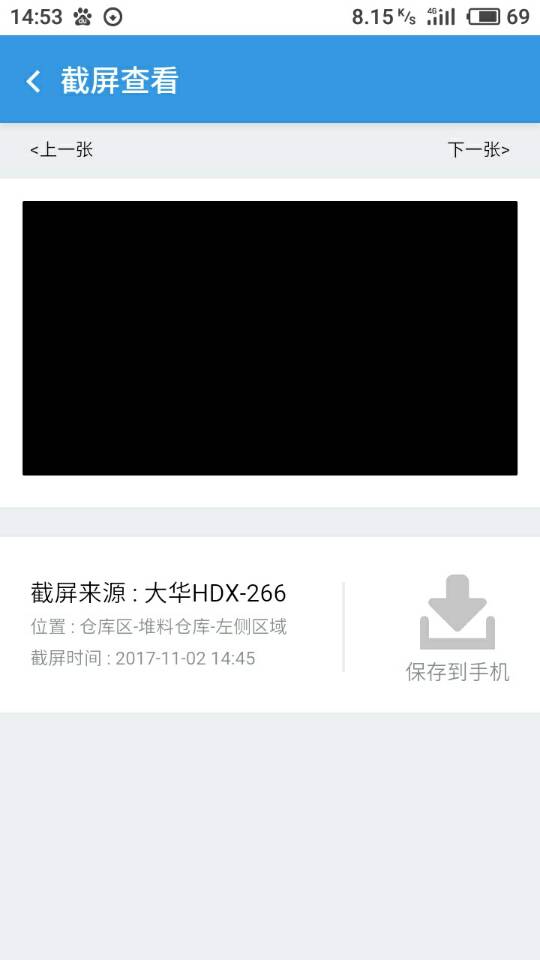 14:53 8.15 K/s 4G 69
截屏查看
<上一张 下一张>
截屏来源 : 大华HDX-266
位置 : 仓库区-堆料仓库-左侧区域
截屏时间 : 2017-11-02 14:45
保存到手机